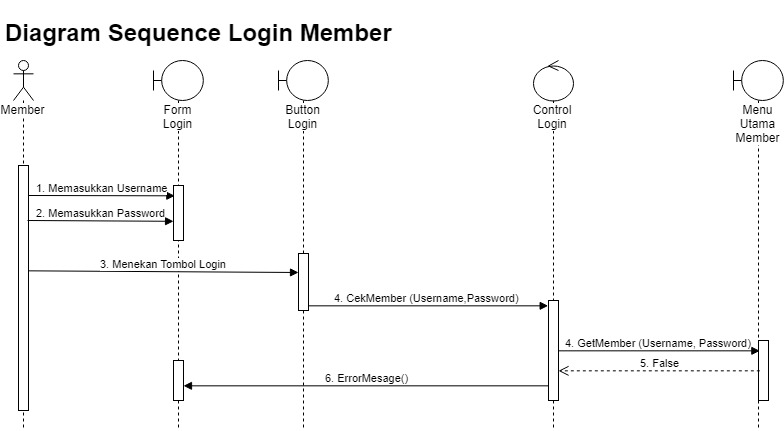 Diagram Sequence Login Member
Member
Form
Login
Button
Login
Control
Login
Menu
Utama
Member
1. Memasukkan Username
2. Memasukkan Password
3. Menekan Tombol Login
4. CekMember (Username,Password)
4. GetMember (Username, Password)
5. False
6. ErrorMesage()